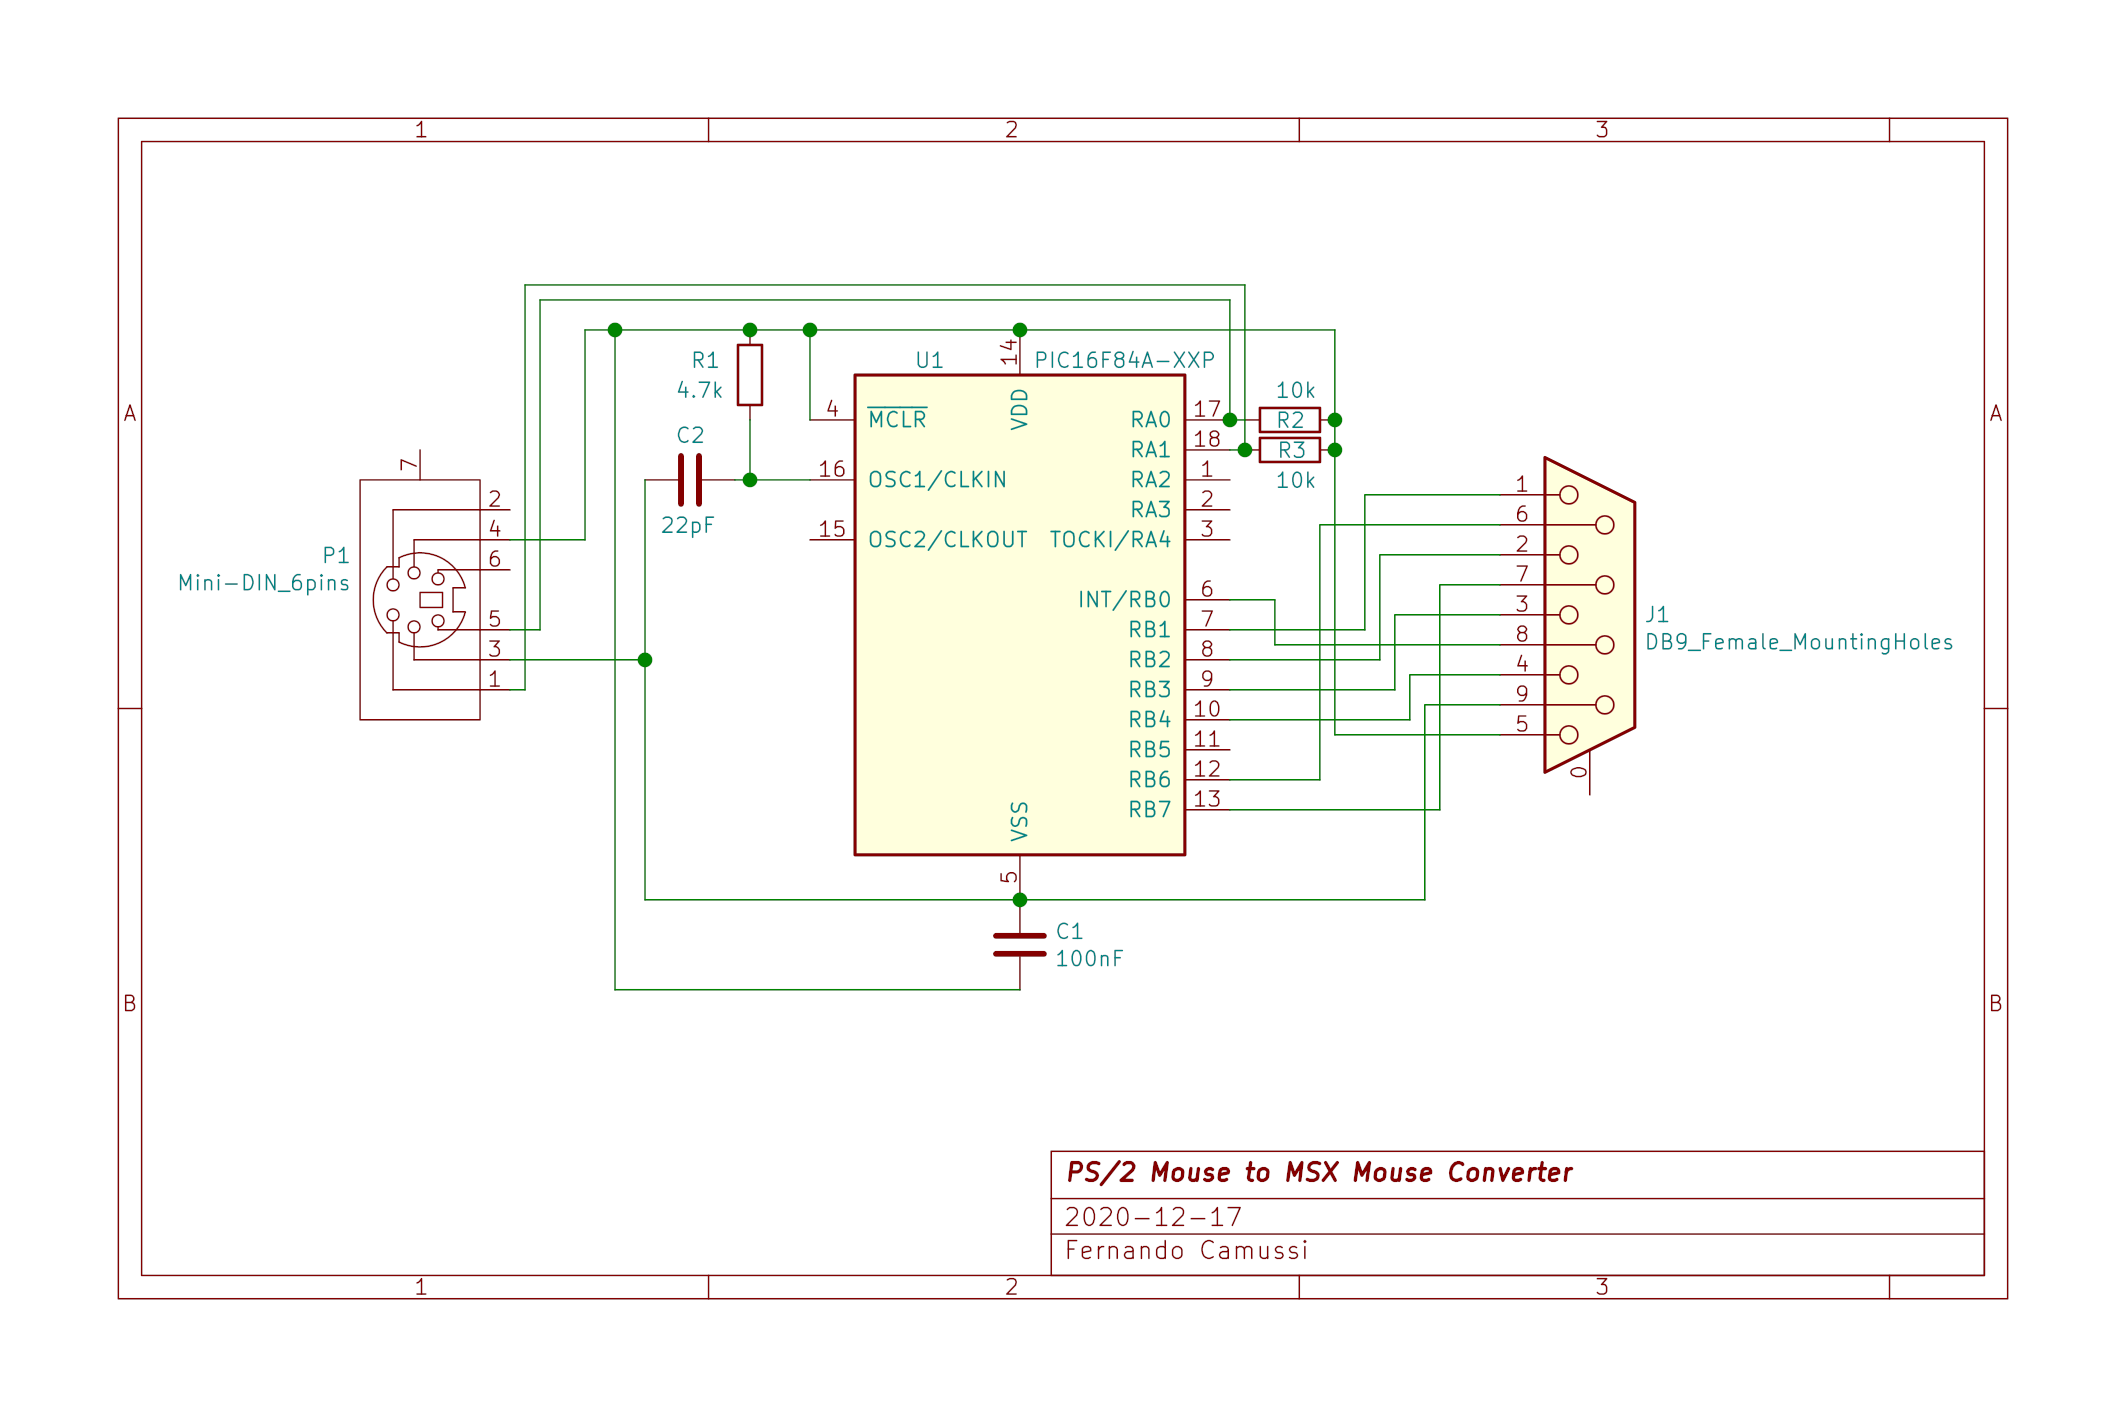 1 2 3
A A
R1
4.7k
C2
22pF
U1 PIC16F84A-XXP
14
VDD
4 MCLR
16 OSC1/CLKIN
15 OSC2/CLKOUT
RA0 17
RA1 18
RA2 1
RA3 2
TOCKI/RA4 3
INT/RB0 6
RB1 7
RB2 8
RB3 9
RB4 10
RB5 11
RB6 12
RB7 13
VSS
5
10k
R2
R3
10k
7
2
4
6
5
3
1
P1
Mini-DIN_6pins
1
6
2
7
3
8
4
9
5
0
J1
DB9_Female_MountingHoles
C1
100nF
B B
PS/2 Mouse to MSX Mouse Converter
2020-12-17
Fernando Camussi
1 2 3